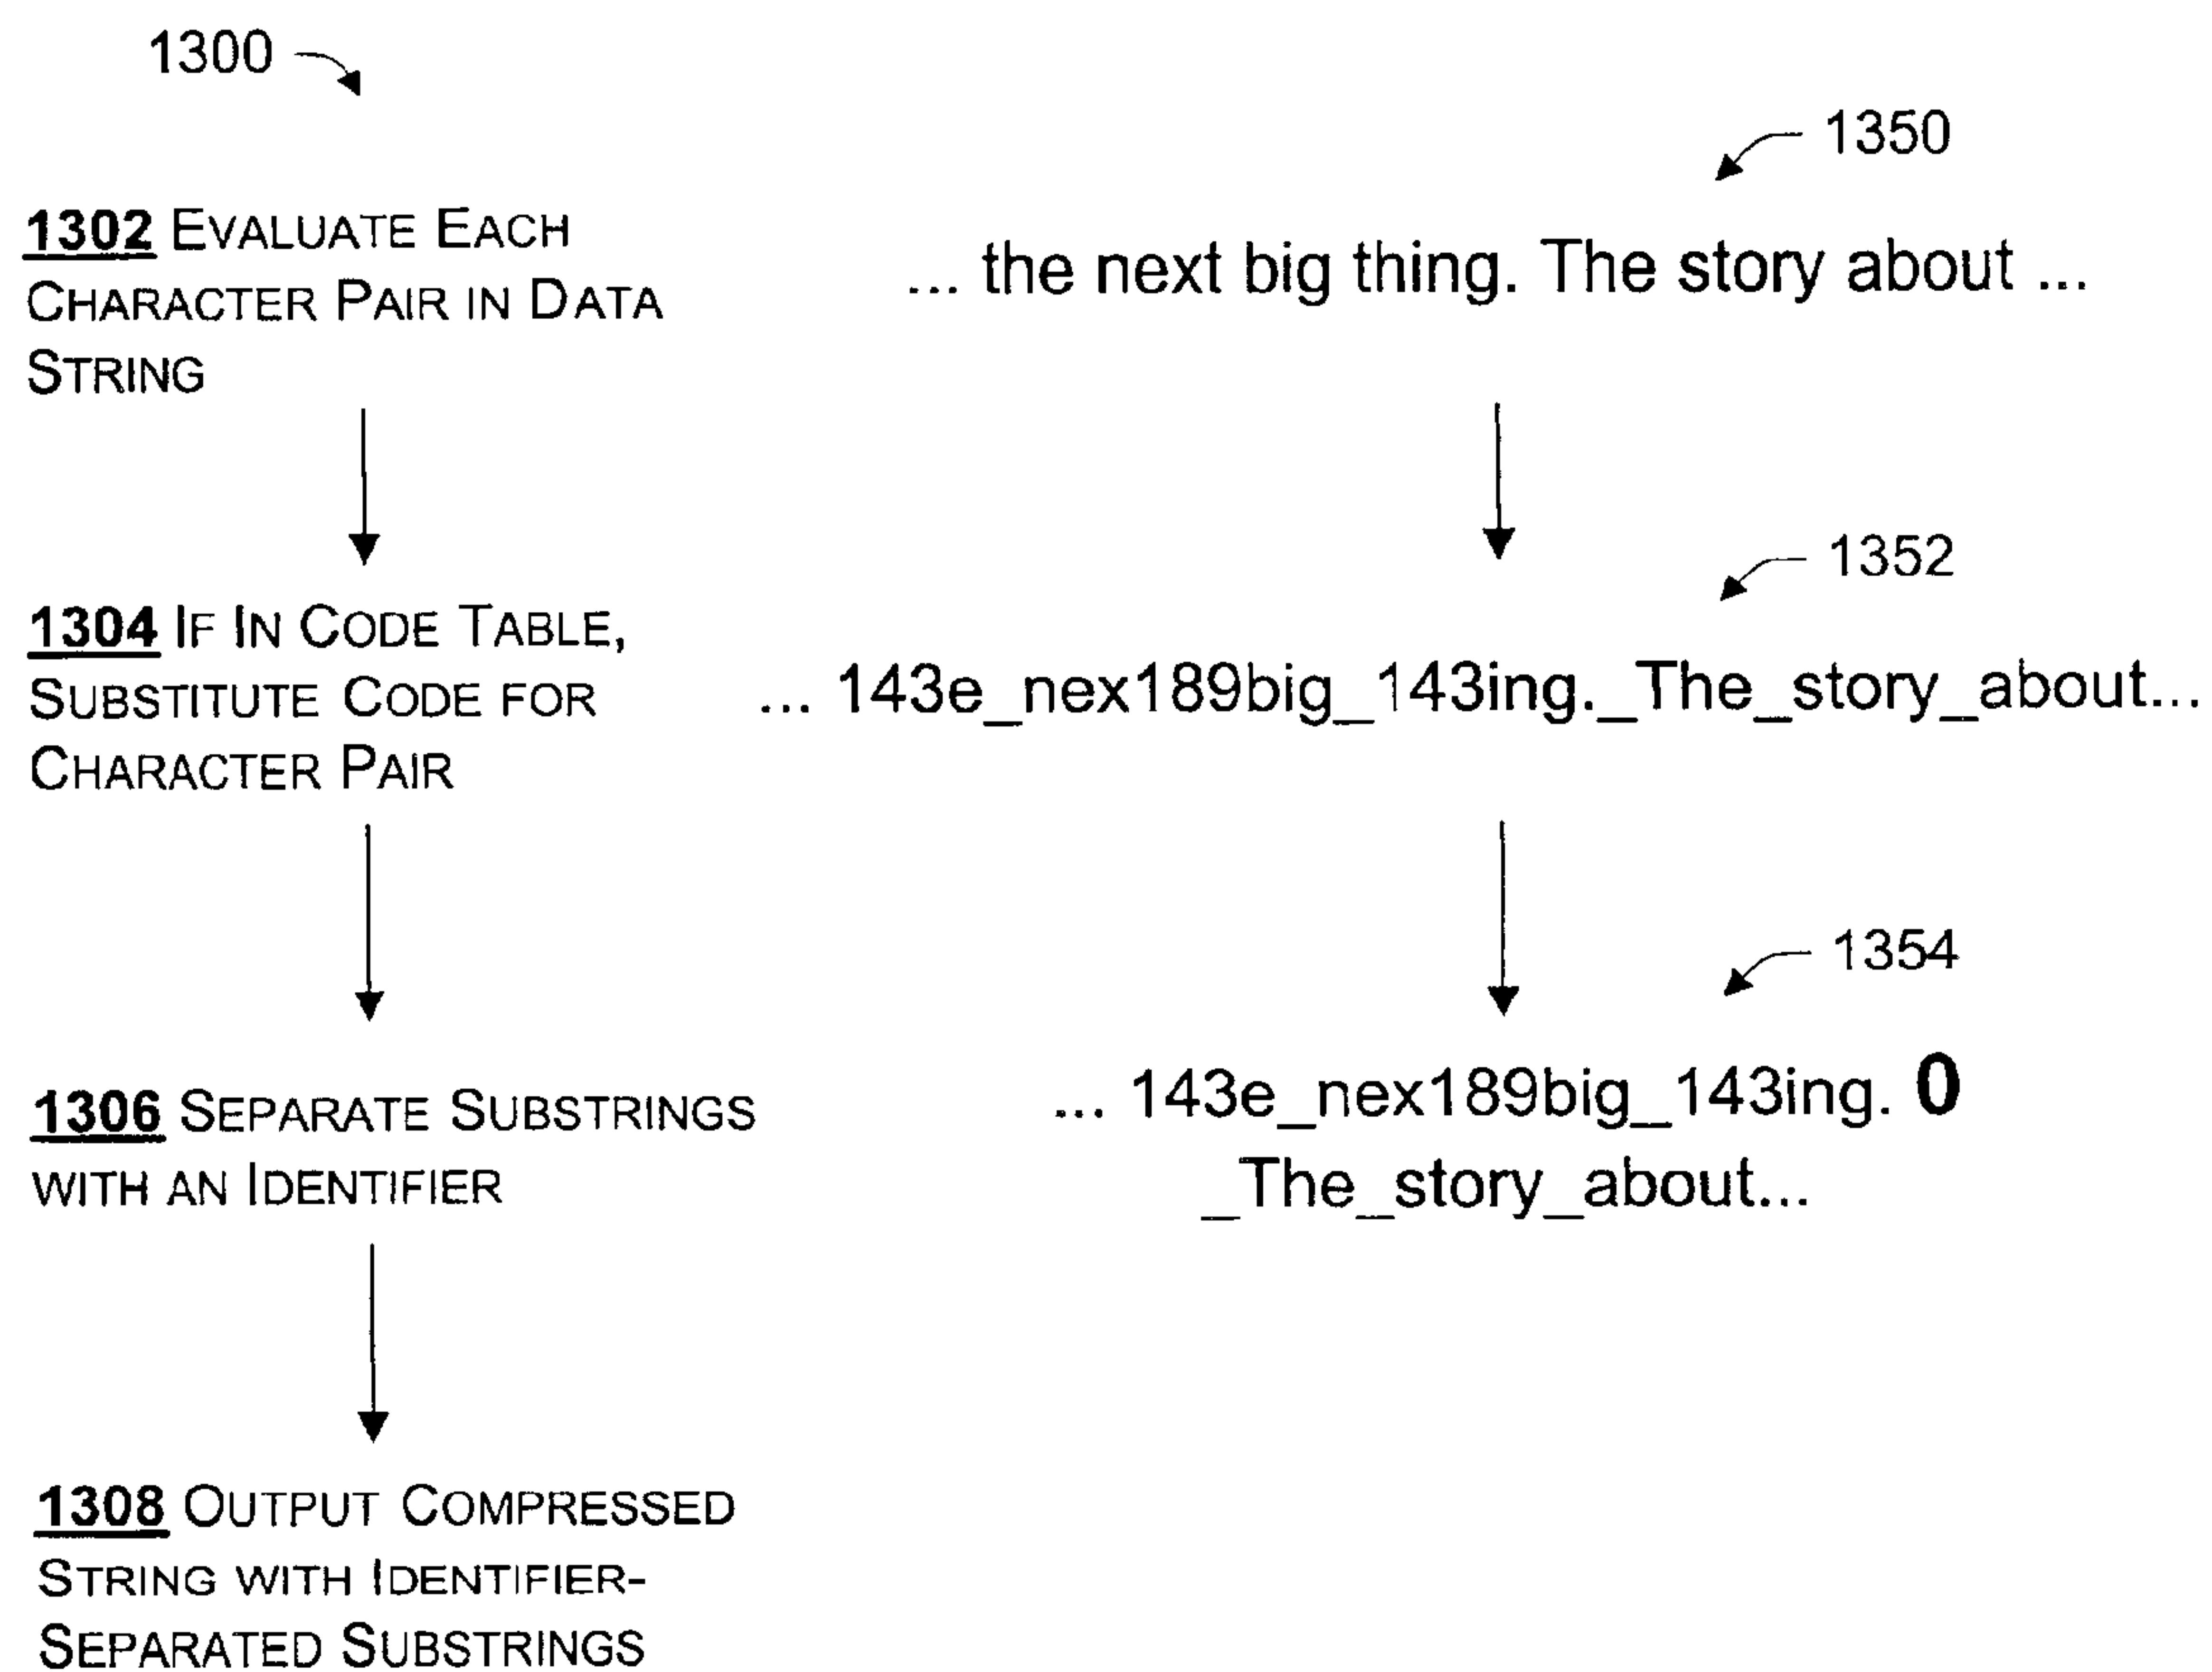 1300
1302 EVALUATE EACH
CHARACTER PAIR IN DATA
STRING
1304 IF IN CODE TABLE,
SUBSTITUTE CODE FOR
CHARACTER PAIR
1306 SEPARATE SUBSTRINGS
WITH AN IDENTIFIER
1308 OUTPUT COMPRESSED
STRING WITH IDENTIFIER-
SEPARATED SUBSTRINGS
1350
... the next big thing. The story about ...
1352
... 143e_nex189big_143ing._The_story_about...
1354
... 143e_nex189big_143ing. 0
_The_story_about...